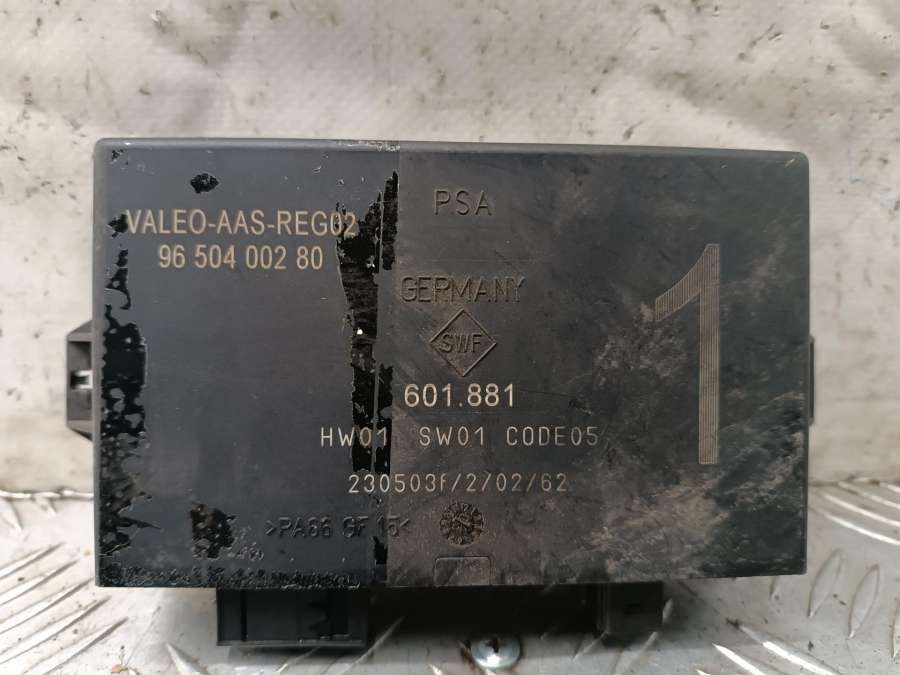 VALEO-AAS-REG02
96 504 002 80
PSA
GERMANY
SWF
601.881
HW01 SW01 CODE05
230503f/2/02/62
>PA66 GF 15<
1